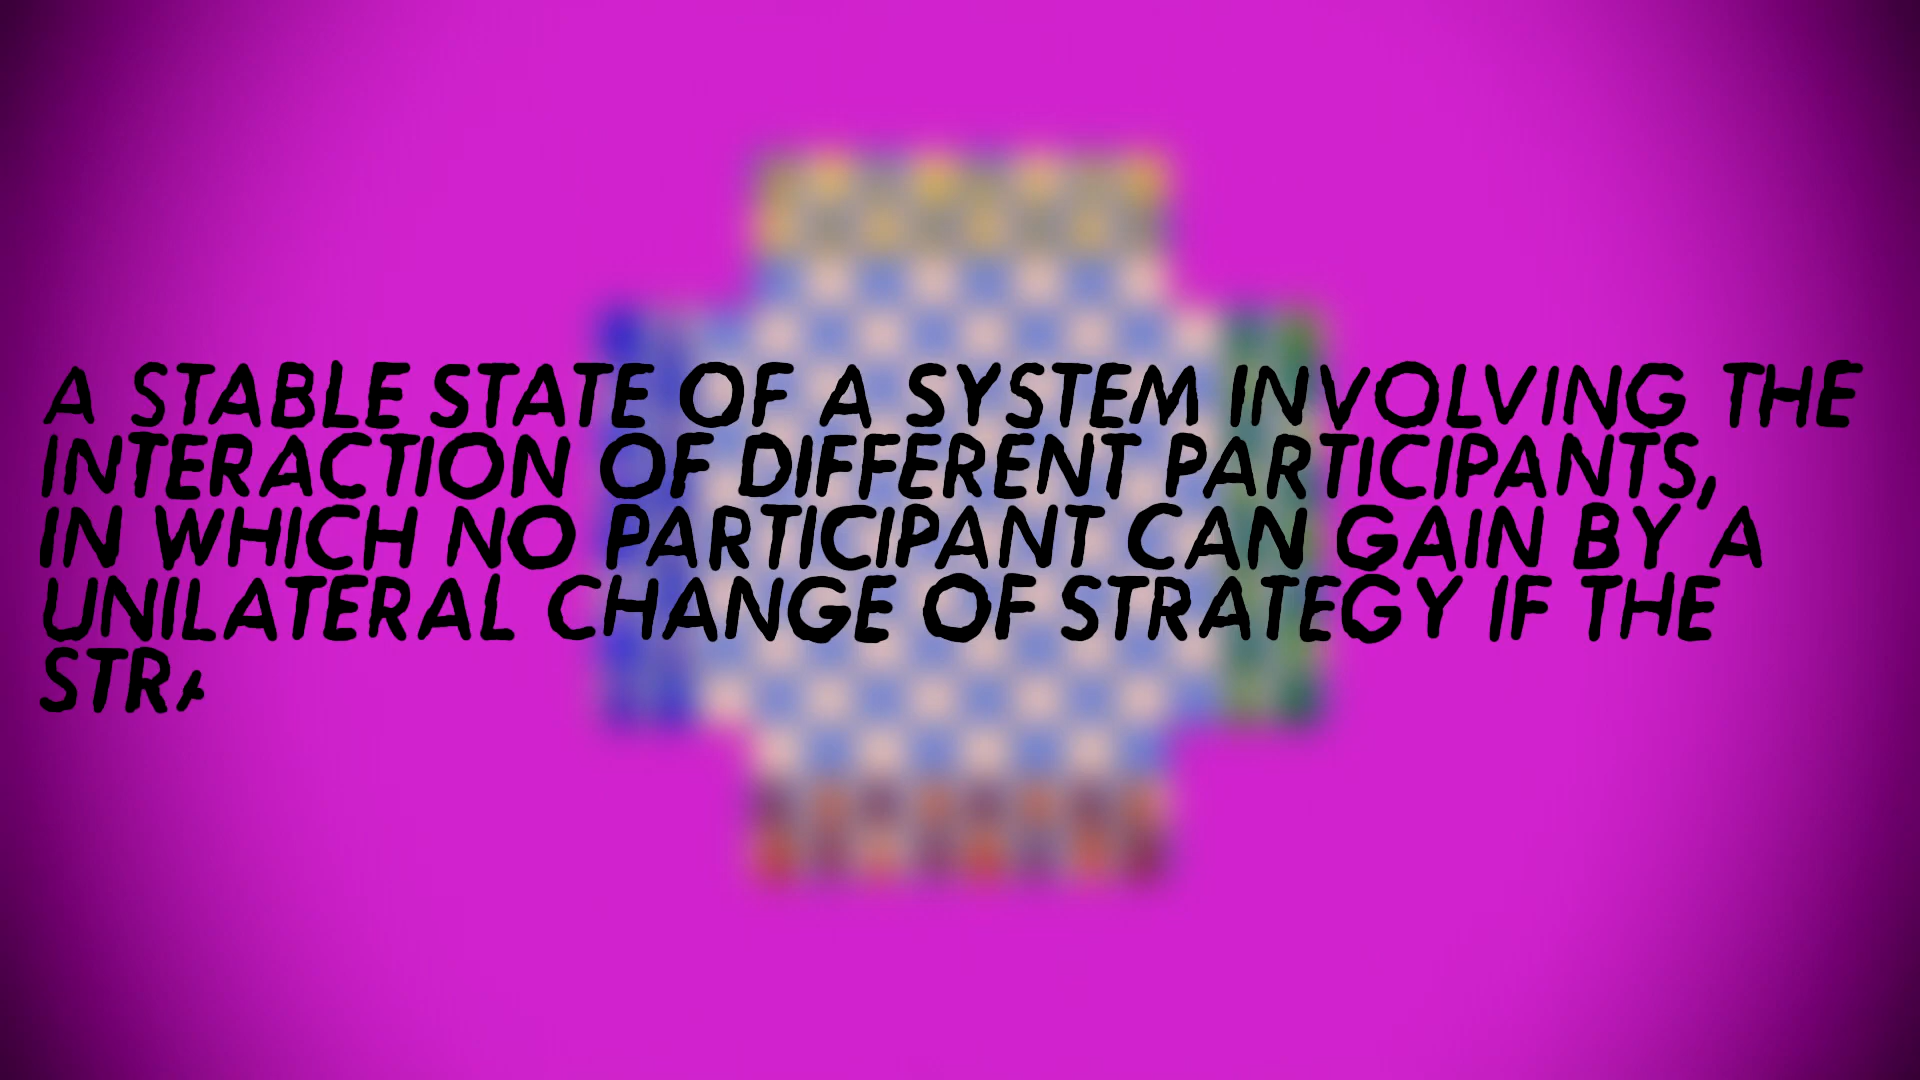 A STABLE STATE OF A SYSTEM INVOLVING THE
INTERACTION OF DIFFERENT PARTICIPANTS,
IN WHICH NO PARTICIPANT CAN GAIN BY A
UNILATERAL CHANGE OF STRATEGY IF THE